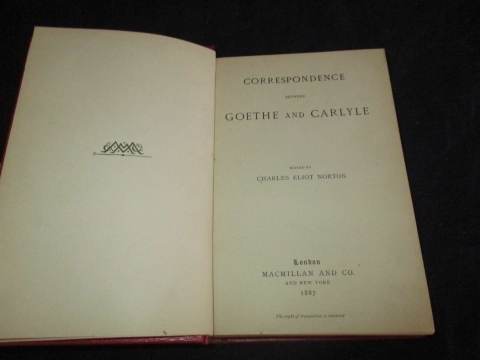 CORRESPONDENCE
BETWEEN
GOETHE AND CARLYLE
EDITED BY
CHARLES ELIOT NORTON
London
MACMILLAN AND CO.
AND NEW YORK
1887
The right of translation is reserved